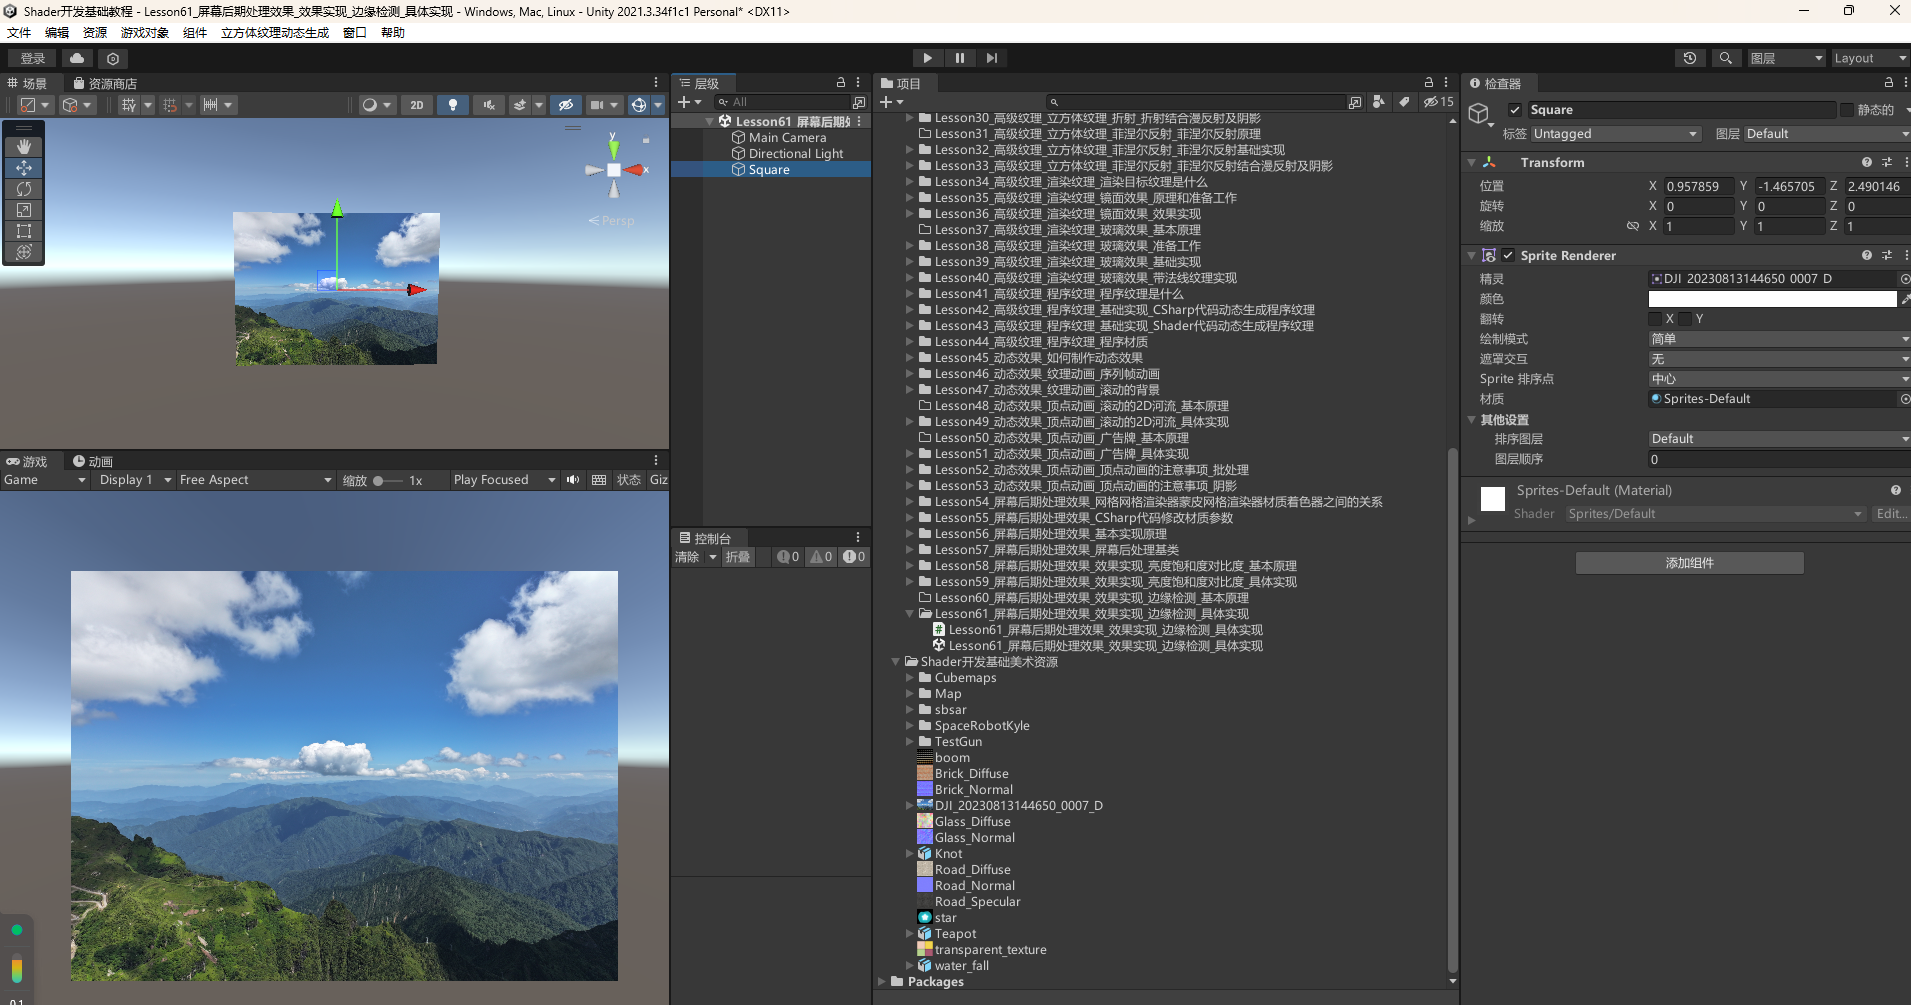 Shader开发基础教程 - Lesson61_屏幕后期处理效果_效果实现_边缘检测_具体实现 - Windows, Mac, Linux - Unity 2021.3.34f1c1 Personal* <DX11>
文件 编辑 资源 游戏对象 组件 立方体纹理动态生成 窗口 帮助
登录
图层 Layout
场景 资源商店
2D
y
x
Persp
游戏 动画
Game Display 1 Free Aspect 缩放 1x Play Focused 状态 Giz
层级
All
Lesson61_屏幕后期
Main Camera
Directional Light
Square
控制台
清除 折叠 0 0 0
项目
15
Lesson30_高级纹理_立方体纹理_折射_折射结合漫反射及阴影
Lesson31_高级纹理_立方体纹理_菲涅尔反射_菲涅尔反射原理
Lesson32_高级纹理_立方体纹理_菲涅尔反射_菲涅尔反射基础实现
Lesson33_高级纹理_立方体纹理_菲涅尔反射_菲涅尔反射结合漫反射及阴影
Lesson34_高级纹理_渲染纹理_渲染目标纹理是什么
Lesson35_高级纹理_渲染纹理_镜面效果_原理和准备工作
Lesson36_高级纹理_渲染纹理_镜面效果_效果实现
Lesson37_高级纹理_渲染纹理_玻璃效果_基本原理
Lesson38_高级纹理_渲染纹理_玻璃效果_准备工作
Lesson39_高级纹理_渲染纹理_玻璃效果_基础实现
Lesson40_高级纹理_渲染纹理_玻璃效果_带法线纹理实现
Lesson41_高级纹理_程序纹理_程序纹理是什么
Lesson42_高级纹理_程序纹理_基础实现_CSharp代码动态生成程序纹理
Lesson43_高级纹理_程序纹理_基础实现_Shader代码动态生成程序纹理
Lesson44_高级纹理_程序纹理_程序材质
Lesson45_动态效果_如何制作动态效果
Lesson46_动态效果_纹理动画_序列帧动画
Lesson47_动态效果_纹理动画_滚动的背景
Lesson48_动态效果_顶点动画_滚动的2D河流_基本原理
Lesson49_动态效果_顶点动画_滚动的2D河流_具体实现
Lesson50_动态效果_顶点动画_广告牌_基本原理
Lesson51_动态效果_顶点动画_广告牌_具体实现
Lesson52_动态效果_顶点动画_顶点动画的注意事项_批处理
Lesson53_动态效果_顶点动画_顶点动画的注意事项_阴影
Lesson54_屏幕后期处理效果_网格网格渲染器蒙皮网格渲染器材质着色器之间的关系
Lesson55_屏幕后期处理效果_CSharp代码修改材质参数
Lesson56_屏幕后期处理效果_基本实现原理
Lesson57_屏幕后期处理效果_屏幕后处理基类
Lesson58_屏幕后期处理效果_效果实现_亮度饱和度对比度_基本原理
Lesson59_屏幕后期处理效果_效果实现_亮度饱和度对比度_具体实现
Lesson60_屏幕后期处理效果_效果实现_边缘检测_基本原理
Lesson61_屏幕后期处理效果_效果实现_边缘检测_具体实现
Lesson61_屏幕后期处理效果_效果实现_边缘检测_具体实现
Lesson61_屏幕后期处理效果_效果实现_边缘检测_具体实现
Shader开发基础美术资源
Cubemaps
Map
sbsar
SpaceRobotKyle
TestGun
boom
Brick_Diffuse
Brick_Normal
DJI_20230813144650_0007_D
Glass_Diffuse
Glass_Normal
Knot
Road_Diffuse
Road_Normal
Road_Specular
star
Teapot
transparent_texture
water_fall
Packages
检查器
Square 静态的
标签 Untagged 图层 Default
Transform
位置 X 0.957859 Y -1.465705 Z 2.490146
旋转 X 0 Y 0 Z 0
缩放 X 1 Y 1 Z 1
Sprite Renderer
精灵 DJI_20230813144650_0007_D
颜色
翻转 X Y
绘制模式 简单
遮罩交互 无
Sprite 排序点 中心
材质 Sprites-Default
其他设置
排序图层 Default
图层顺序 0
Sprites-Default (Material)
Shader Sprites/Default Edit...
添加组件